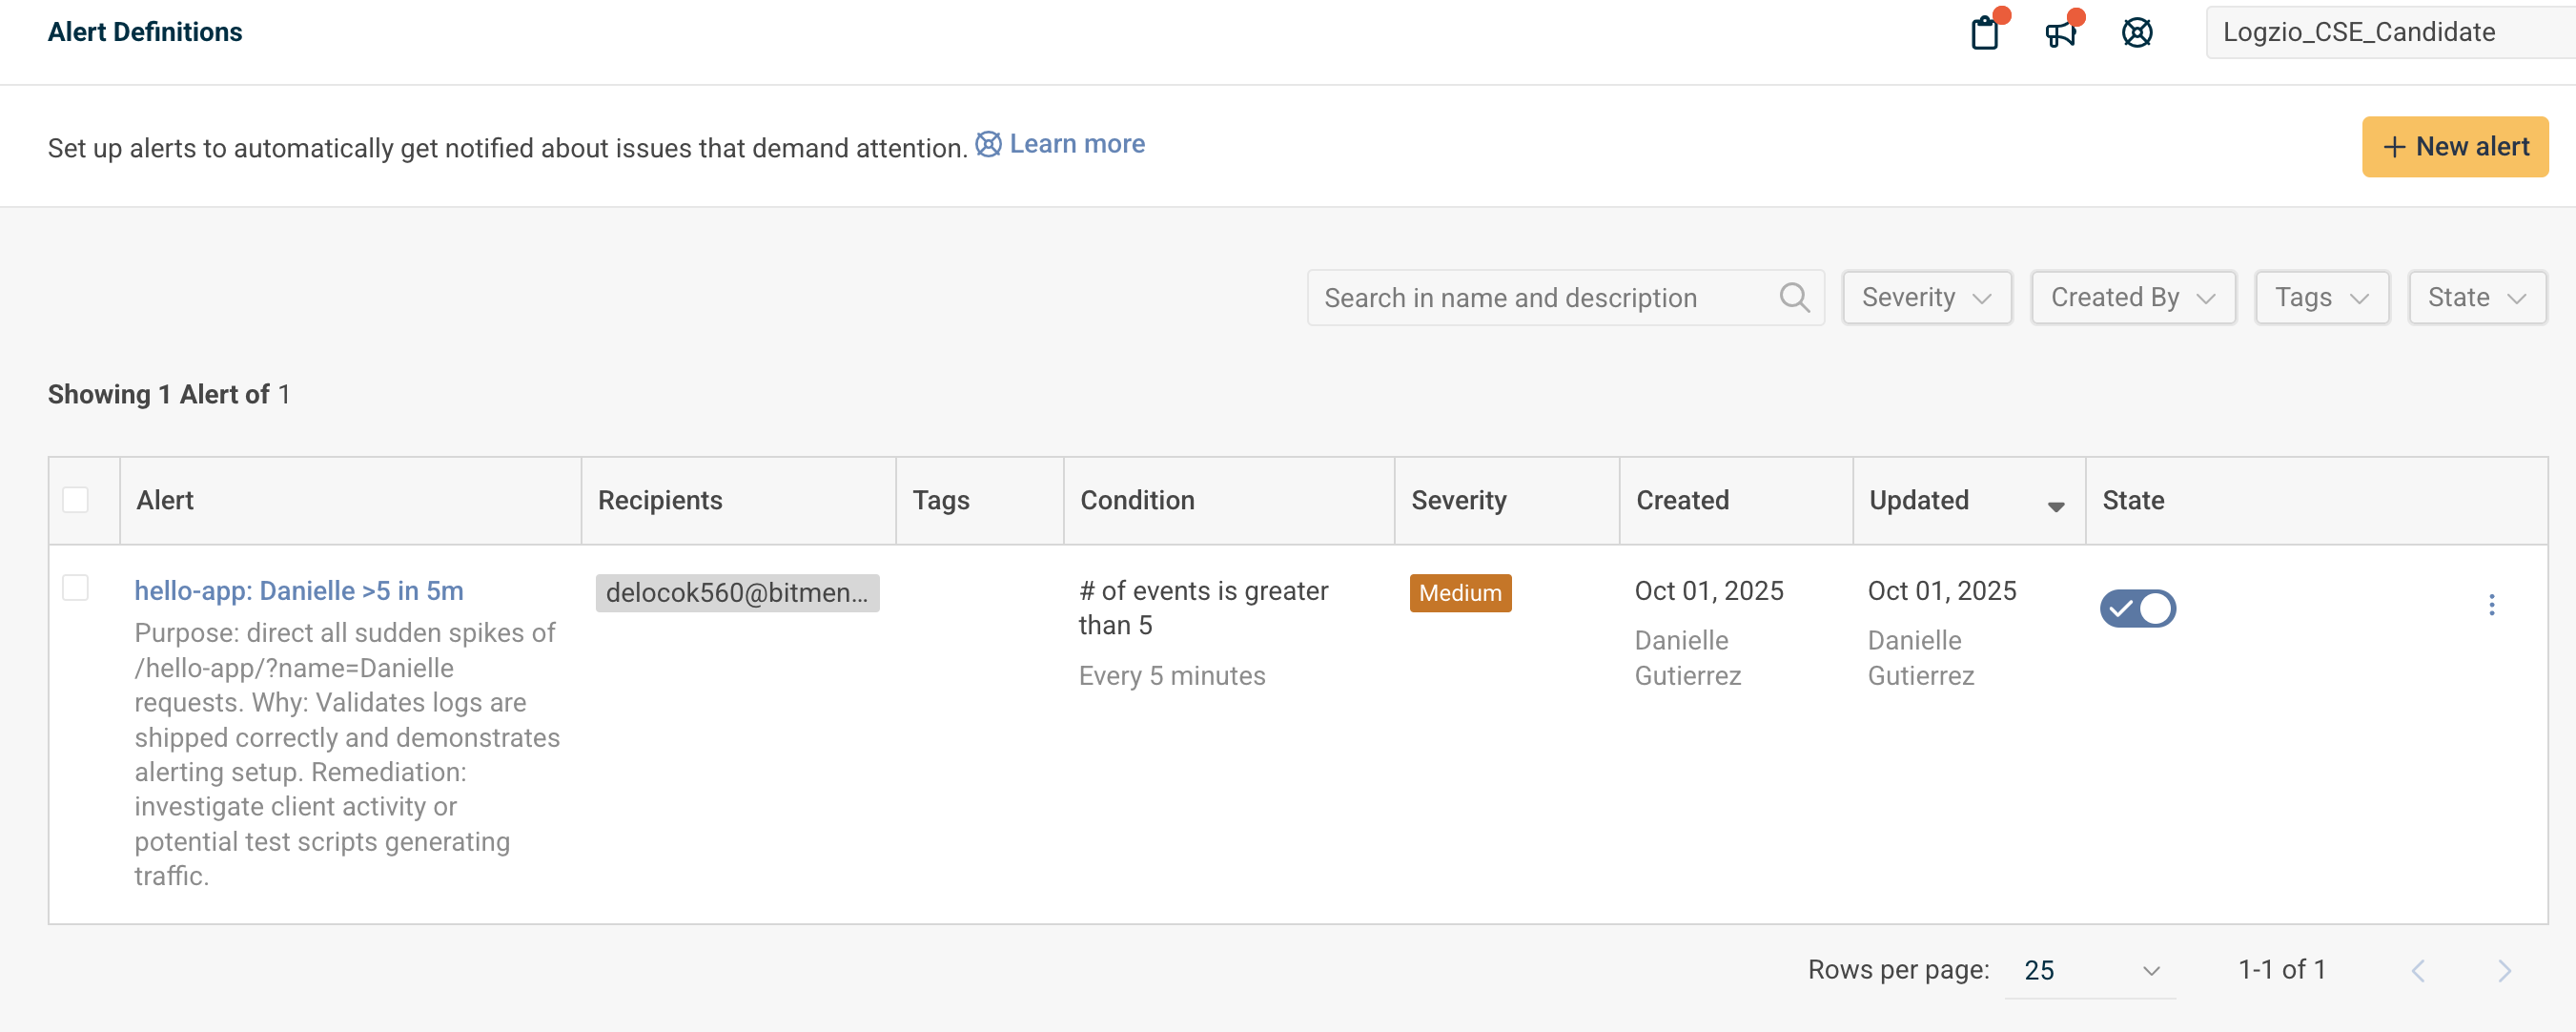 Alert Definitions
Logzio_CSE_Candidate
Set up alerts to automatically get notified about issues that demand attention. Learn more
+ New alert
Search in name and description
Severity
Created By
Tags
State
Showing 1 Alert of 1
Alert
Recipients
Tags
Condition
Severity
Created
Updated
State
hello-app: Danielle >5 in 5m
Purpose: direct all sudden spikes of
/hello-app/?name=Danielle
requests. Why: Validates logs are
shipped correctly and demonstrates
alerting setup. Remediation:
investigate client activity or
potential test scripts generating
traffic.
delocok560@bitmen...
# of events is greater
than 5
Every 5 minutes
Medium
Oct 01, 2025
Danielle
Gutierrez
Oct 01, 2025
Danielle
Gutierrez
Rows per page: 25
1-1 of 1